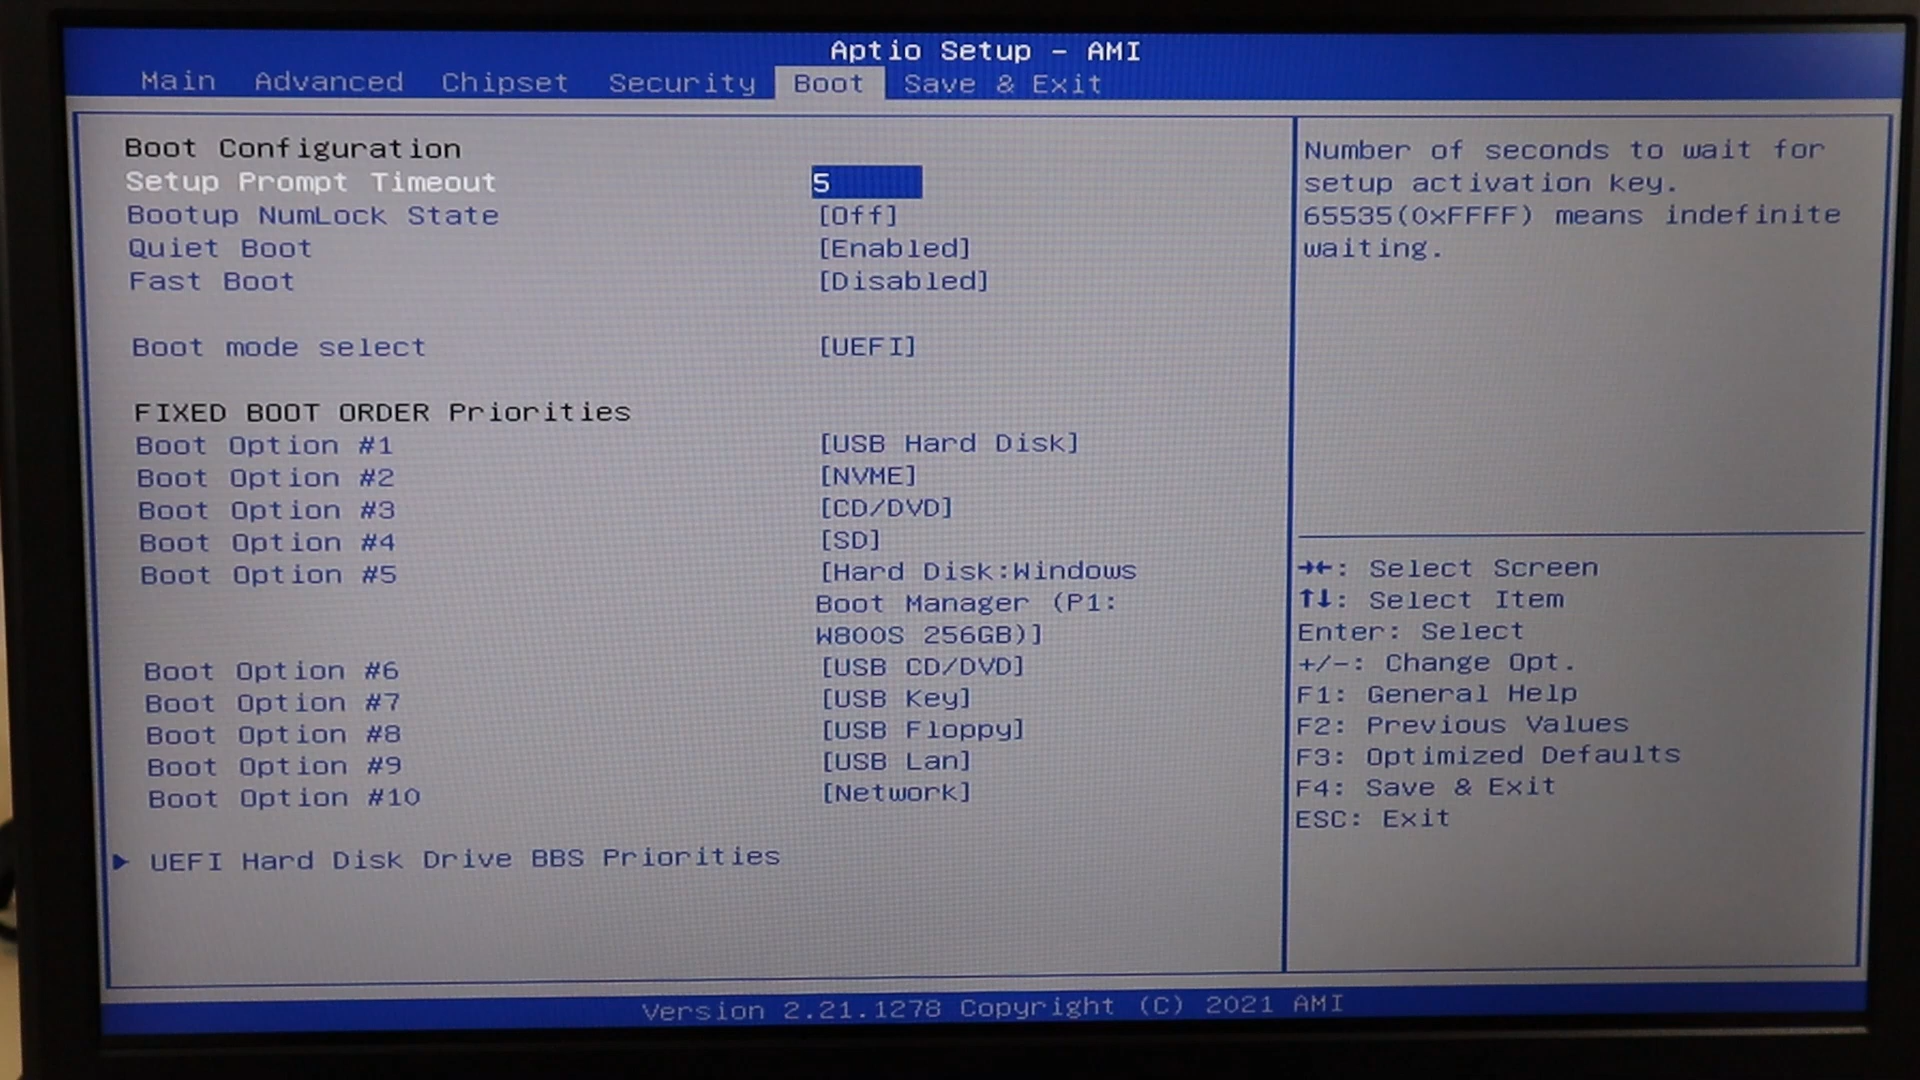 Aptio Setup - AMI
Main Advanced Chipset Security Boot Save & Exit
Boot Configuration
Setup Prompt Timeout 5
Bootup NumLock State [Off]
Quiet Boot [Enabled]
Fast Boot [Disabled]
Boot mode select [UEFI]
FIXED BOOT ORDER Priorities
Boot Option #1 [USB Hard Disk]
Boot Option #2 [NVME]
Boot Option #3 [CD/DVD]
Boot Option #4 [SD]
Boot Option #5 [Hard Disk:Windows
Boot Manager (P1:
W800S 256GB)]
Boot Option #6 [USB CD/DVD]
Boot Option #7 [USB Key]
Boot Option #8 [USB Floppy]
Boot Option #9 [USB Lan]
Boot Option #10 [Network]
▶ UEFI Hard Disk Drive BBS Priorities
Number of seconds to wait for
setup activation key.
65535(0xFFFF) means indefinite
waiting.
→←: Select Screen
↑↓: Select Item
Enter: Select
+/-: Change Opt.
F1: General Help
F2: Previous Values
F3: Optimized Defaults
F4: Save & Exit
ESC: Exit
Version 2.21.1278 Copyright (C) 2021 AMI